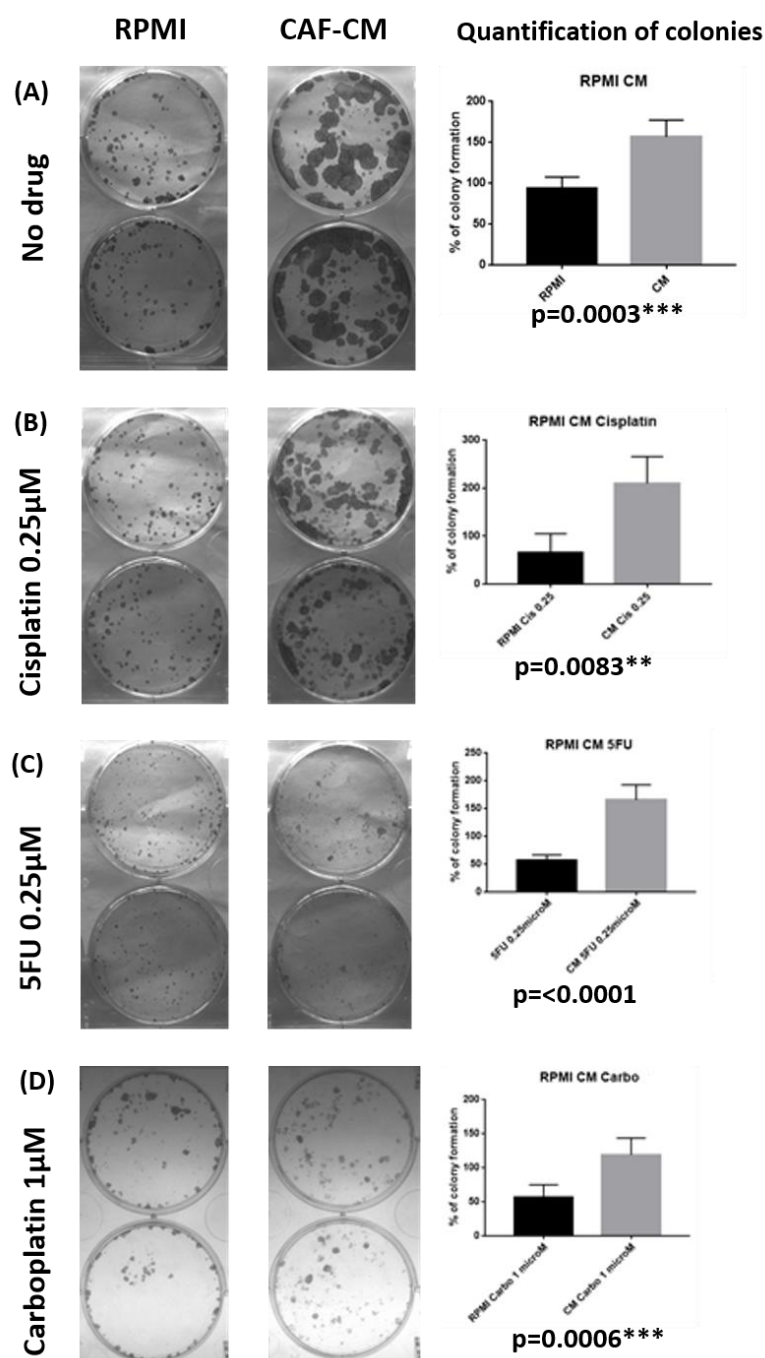 RPMI
CAF-CM
Quantification of colonies
(A)
No drug
RPMI CM
% of colony formation
200
150
100
50
0
RPMI
CM
p=0.0003***
(B)
Cisplatin 0.25µM
RPMI CM Cisplatin
% of colony formation
300
200
100
0
RPMI Cis 0.25
CM Cis 0.25
p=0.0083**
(C)
5FU 0.25µM
RPMI CM 5FU
% of colony formation
250
200
150
100
50
0
5FU 0.25microM
CM 5FU 0.25microM
p=<0.0001
(D)
Carboplatin 1µM
RPMI CM Carbo
% of colony formation
200
150
100
50
0
RPMI Carbo 1 microM
CM Carbo 1 microM
p=0.0006***